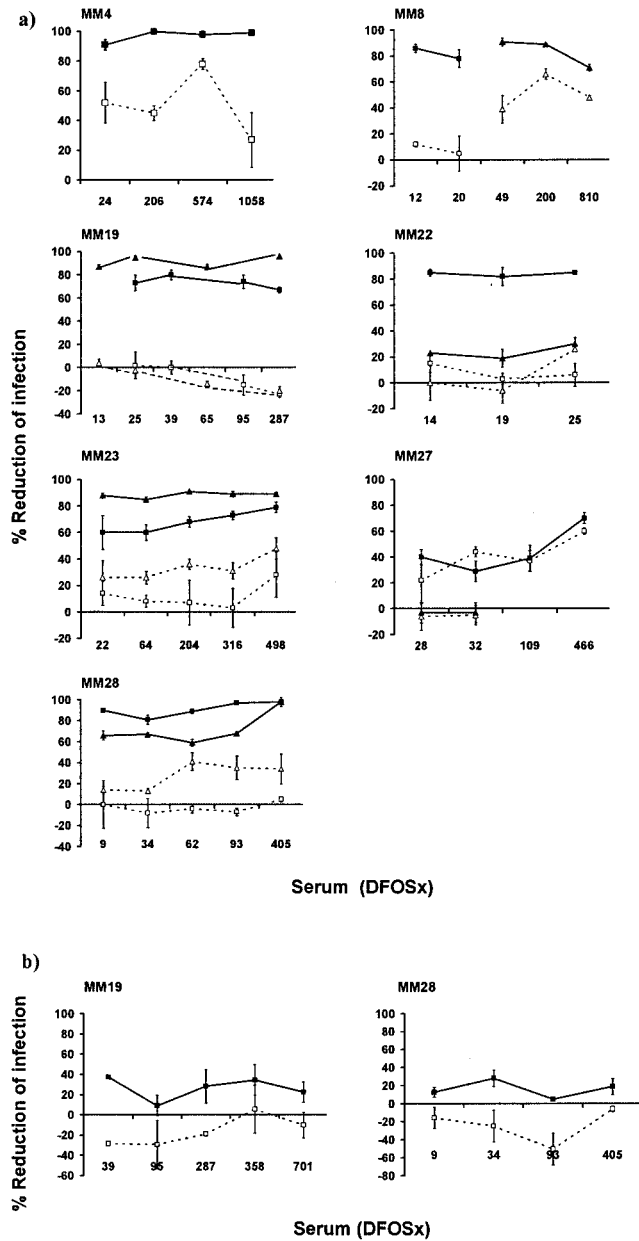 a)
MM4
100
80
60
40
20
0
24 206 574 1058
MM8
100
80
60
40
20
0
-20
12 20 49 200 810
MM19
100
80
60
40
20
0
-20
-40
13 25 39 65 95 287
MM22
100
80
60
40
20
0
-20
14 19 25
% Reduction of infection
MM23
100
80
60
40
20
0
-20
22 64 204 316 498
MM27
100
80
60
40
20
0
-20
28 32 109 466
MM28
100
80
60
40
20
0
-20
-40
9 34 62 93 405
Serum (DFOSx)
b)
% Reduction of infection
MM19
100
80
60
40
20
0
-20
-40
-60
39 95 287 358 701
MM28
100
80
60
40
20
0
-20
-40
-60
-80
9 34 93 405
Serum (DFOSx)